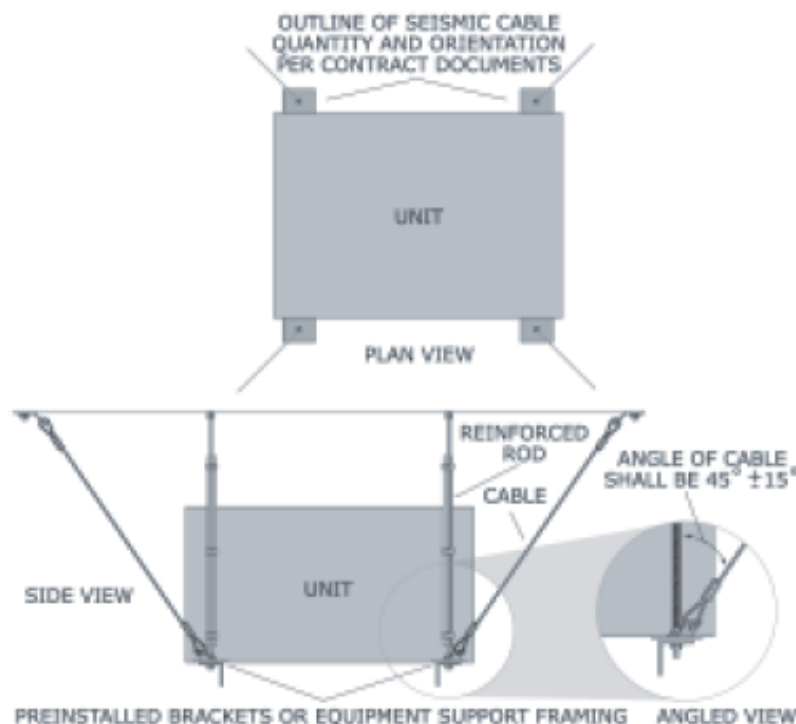 OUTLINE OF SEISMIC CABLE
QUANTITY AND ORIENTATION
PER CONTRACT DOCUMENTS
UNIT
PLAN VIEW
REINFORCED
ROD
ANGLE OF CABLE
SHALL BE 45° ±15°
CABLE
SIDE VIEW
UNIT
PREINSTALLED BRACKETS OR EQUIPMENT SUPPORT FRAMING
ANGLED VIEW